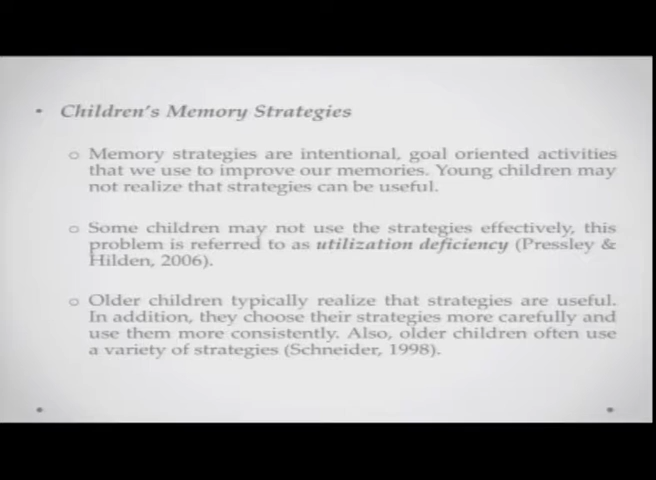 • Children's Memory Strategies
o Memory strategies are intentional, goal oriented activities
that we use to improve our memories. Young children may
not realize that strategies can be useful.
o Some children may not use the strategies effectively, this
problem is referred to as utilization deficiency (Pressley &
Hilden, 2006).
o Older children typically realize that strategies are useful.
In addition, they choose their strategies more carefully and
use them more consistently. Also, older children often use
a variety of strategies (Schneider, 1998).